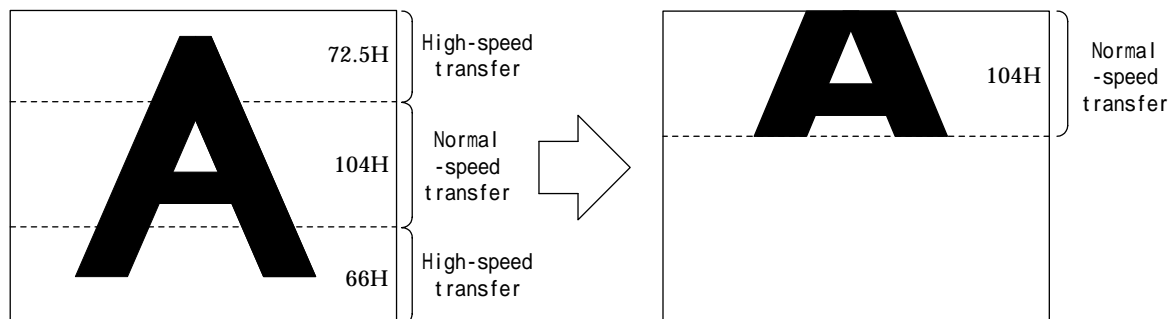 72.5H
High-speed
transfer
104H
Normal
-speed
transfer
66H
High-speed
transfer
A
104H
Normal
-speed
transfer
A